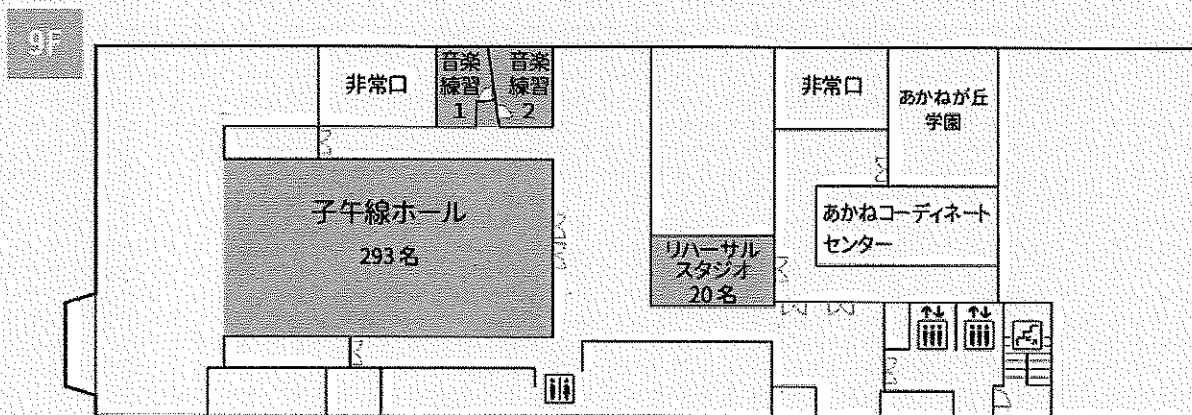 9F
非常口
音楽
練習
1
音楽
練習
2
非常口
あかねが丘
学園
子午線ホール
293名
あかねコーディネート
センター
リハーサル
スタジオ
20名